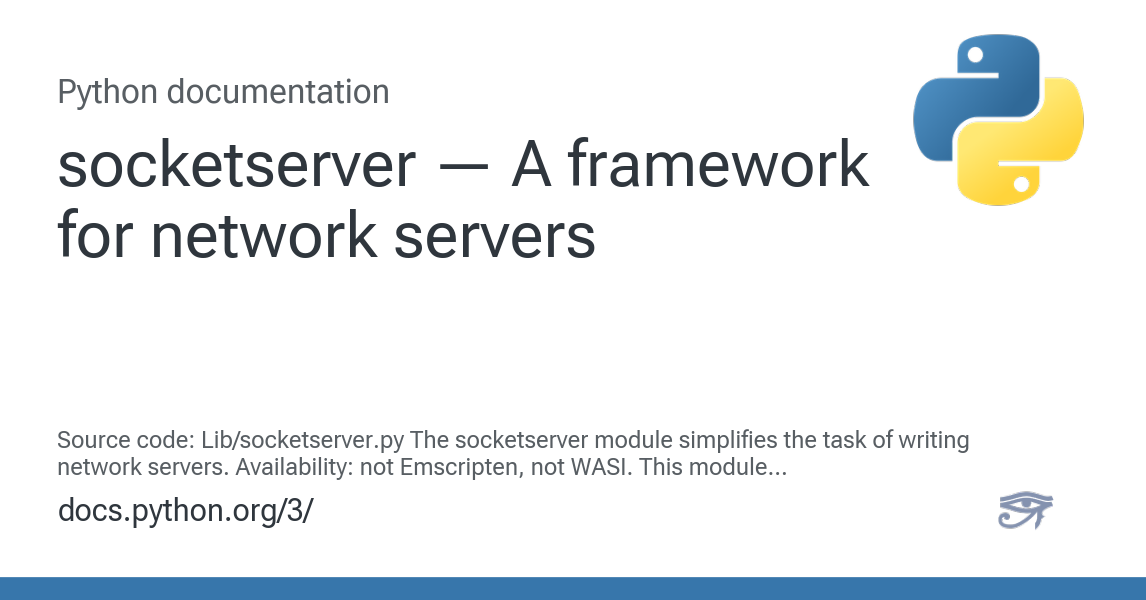 Python documentation
socketserver — A framework
for network servers
Source code: Lib/socketserver.py The socketserver module simplifies the task of writing
network servers. Availability: not Emscripten, not WASI. This module...
docs.python.org/3/